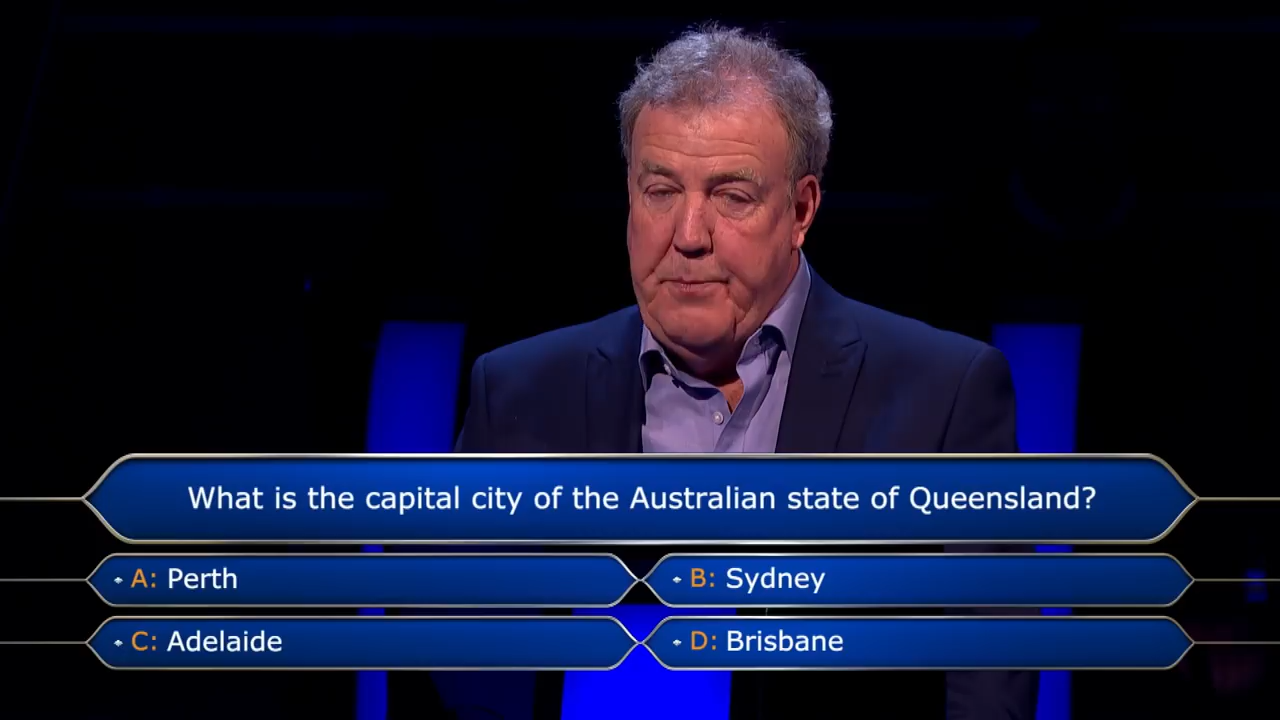 What is the capital city of the Australian state of Queensland?
A: Perth
B: Sydney
C: Adelaide
D: Brisbane